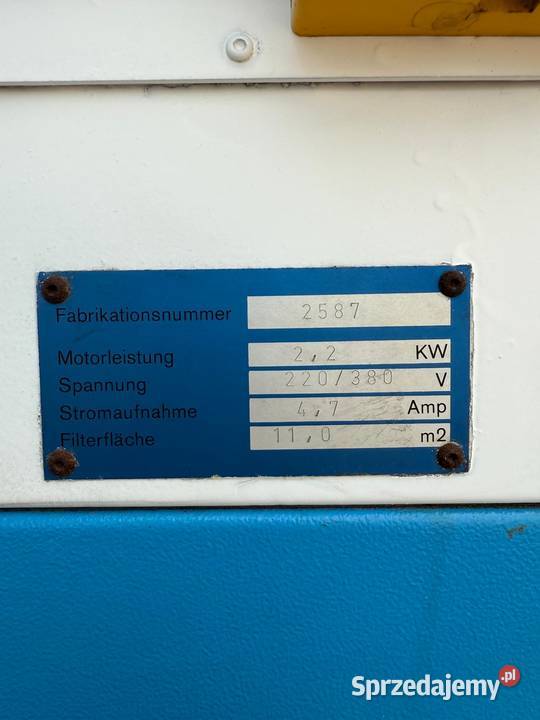 Fabrikationsnummer 2587
Motorleistung 2,2 KW
Spannung 220/380 V
Stromaufnahme 4,7 Amp
Filterfläche 11,0 m2
Sprzedajemy.pl